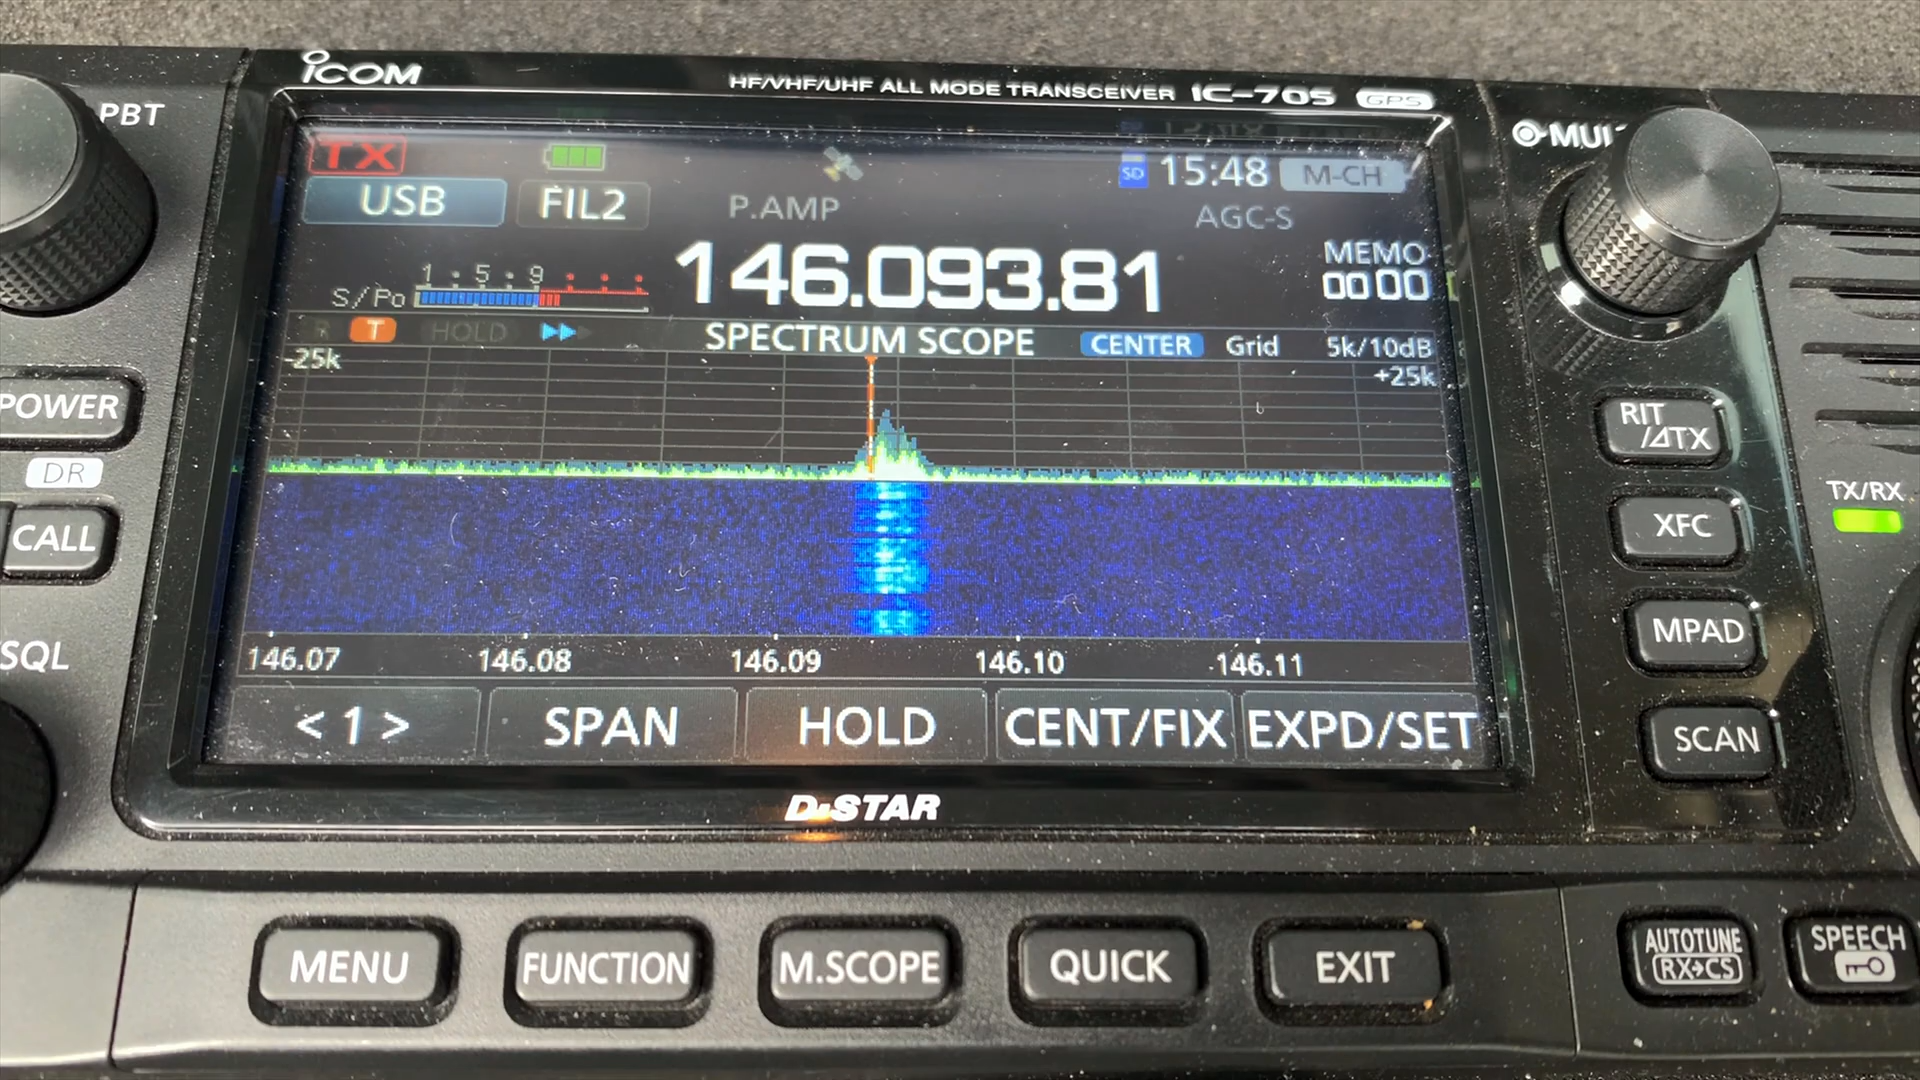 ICOM
HF/VHF/UHF ALL MODE TRANSCEIVER IC-705 GPS
PBT
TX
SD 15:48 M-CH
USB FIL2 P.AMP AGC-S
1 5 9
S/Po
146.093.81
MEMO
00 00
T HOLD
SPECTRUM SCOPE CENTER Grid 5k/10dB
-25k +25k
146.07 146.08 146.09 146.10 146.11
< 1 > SPAN HOLD CENT/FIX EXPD/SET
D-STAR
POWER
DR
CALL
SQL
RIT
/ΔTX
XFC
TX/RX
MPAD
SCAN
MENU FUNCTION M.SCOPE QUICK EXIT
AUTOTUNE
RX→CS
SPEECH